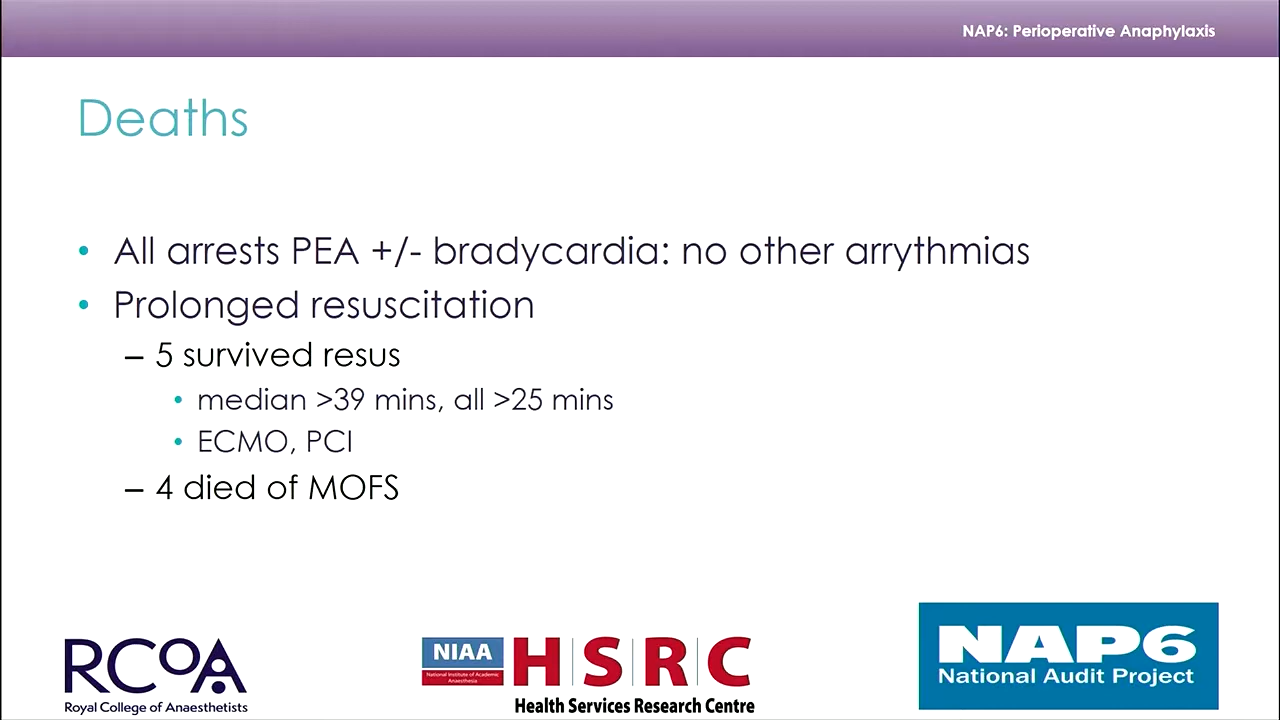 NAP6: Perioperative Anaphylaxis
Deaths
• All arrests PEA +/- bradycardia: no other arrythmias
• Prolonged resuscitation
– 5 survived resus
• median >39 mins, all >25 mins
• ECMO, PCI
– 4 died of MOFS
RCOA
Royal College of Anaesthetists
NIAA
National Institute of Academic
Anaesthesia
HSRC
Health Services Research Centre
NAP6
National Audit Project